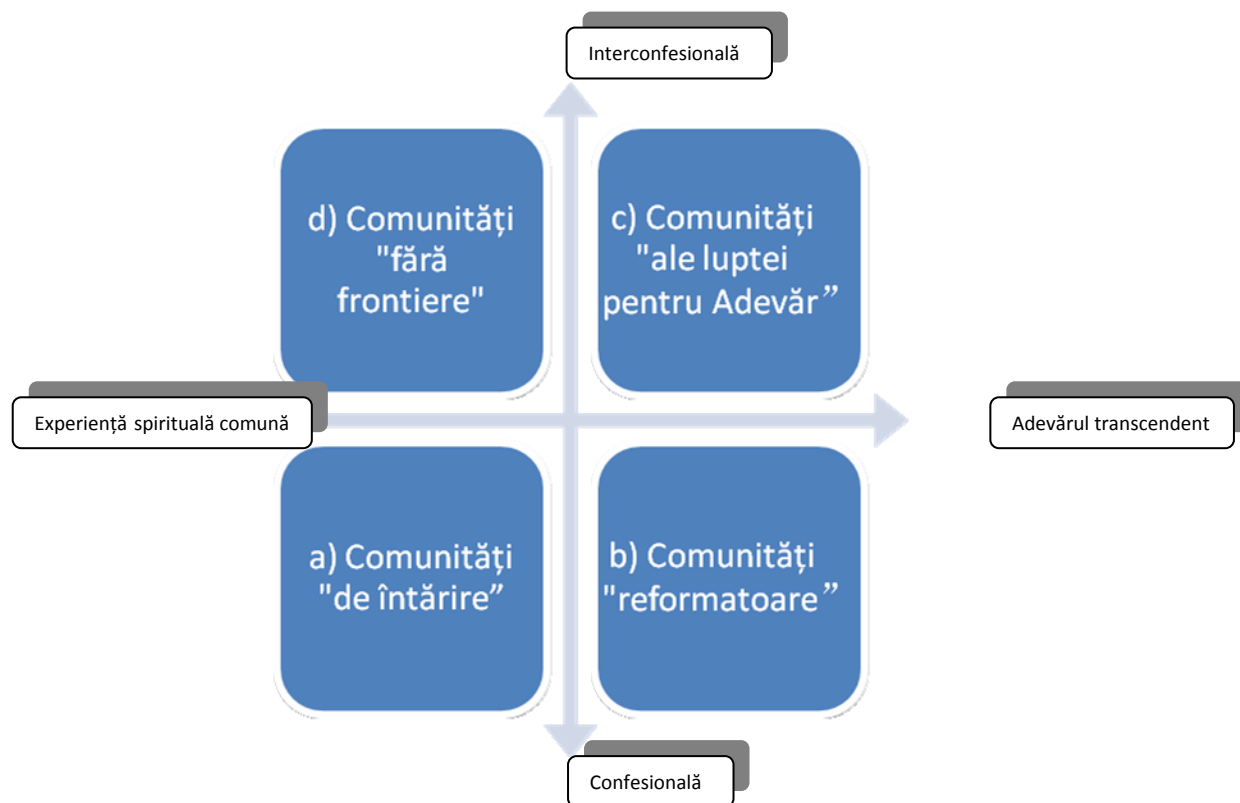 Interconfesională
d) Comunități
"fără
frontiere"
c) Comunități
"ale luptei
pentru Adevăr”
Experiență spirituală comună
Adevărul transcendent
a) Comunități
"de întărire”
b) Comunități
"reformatoare”
Confesională